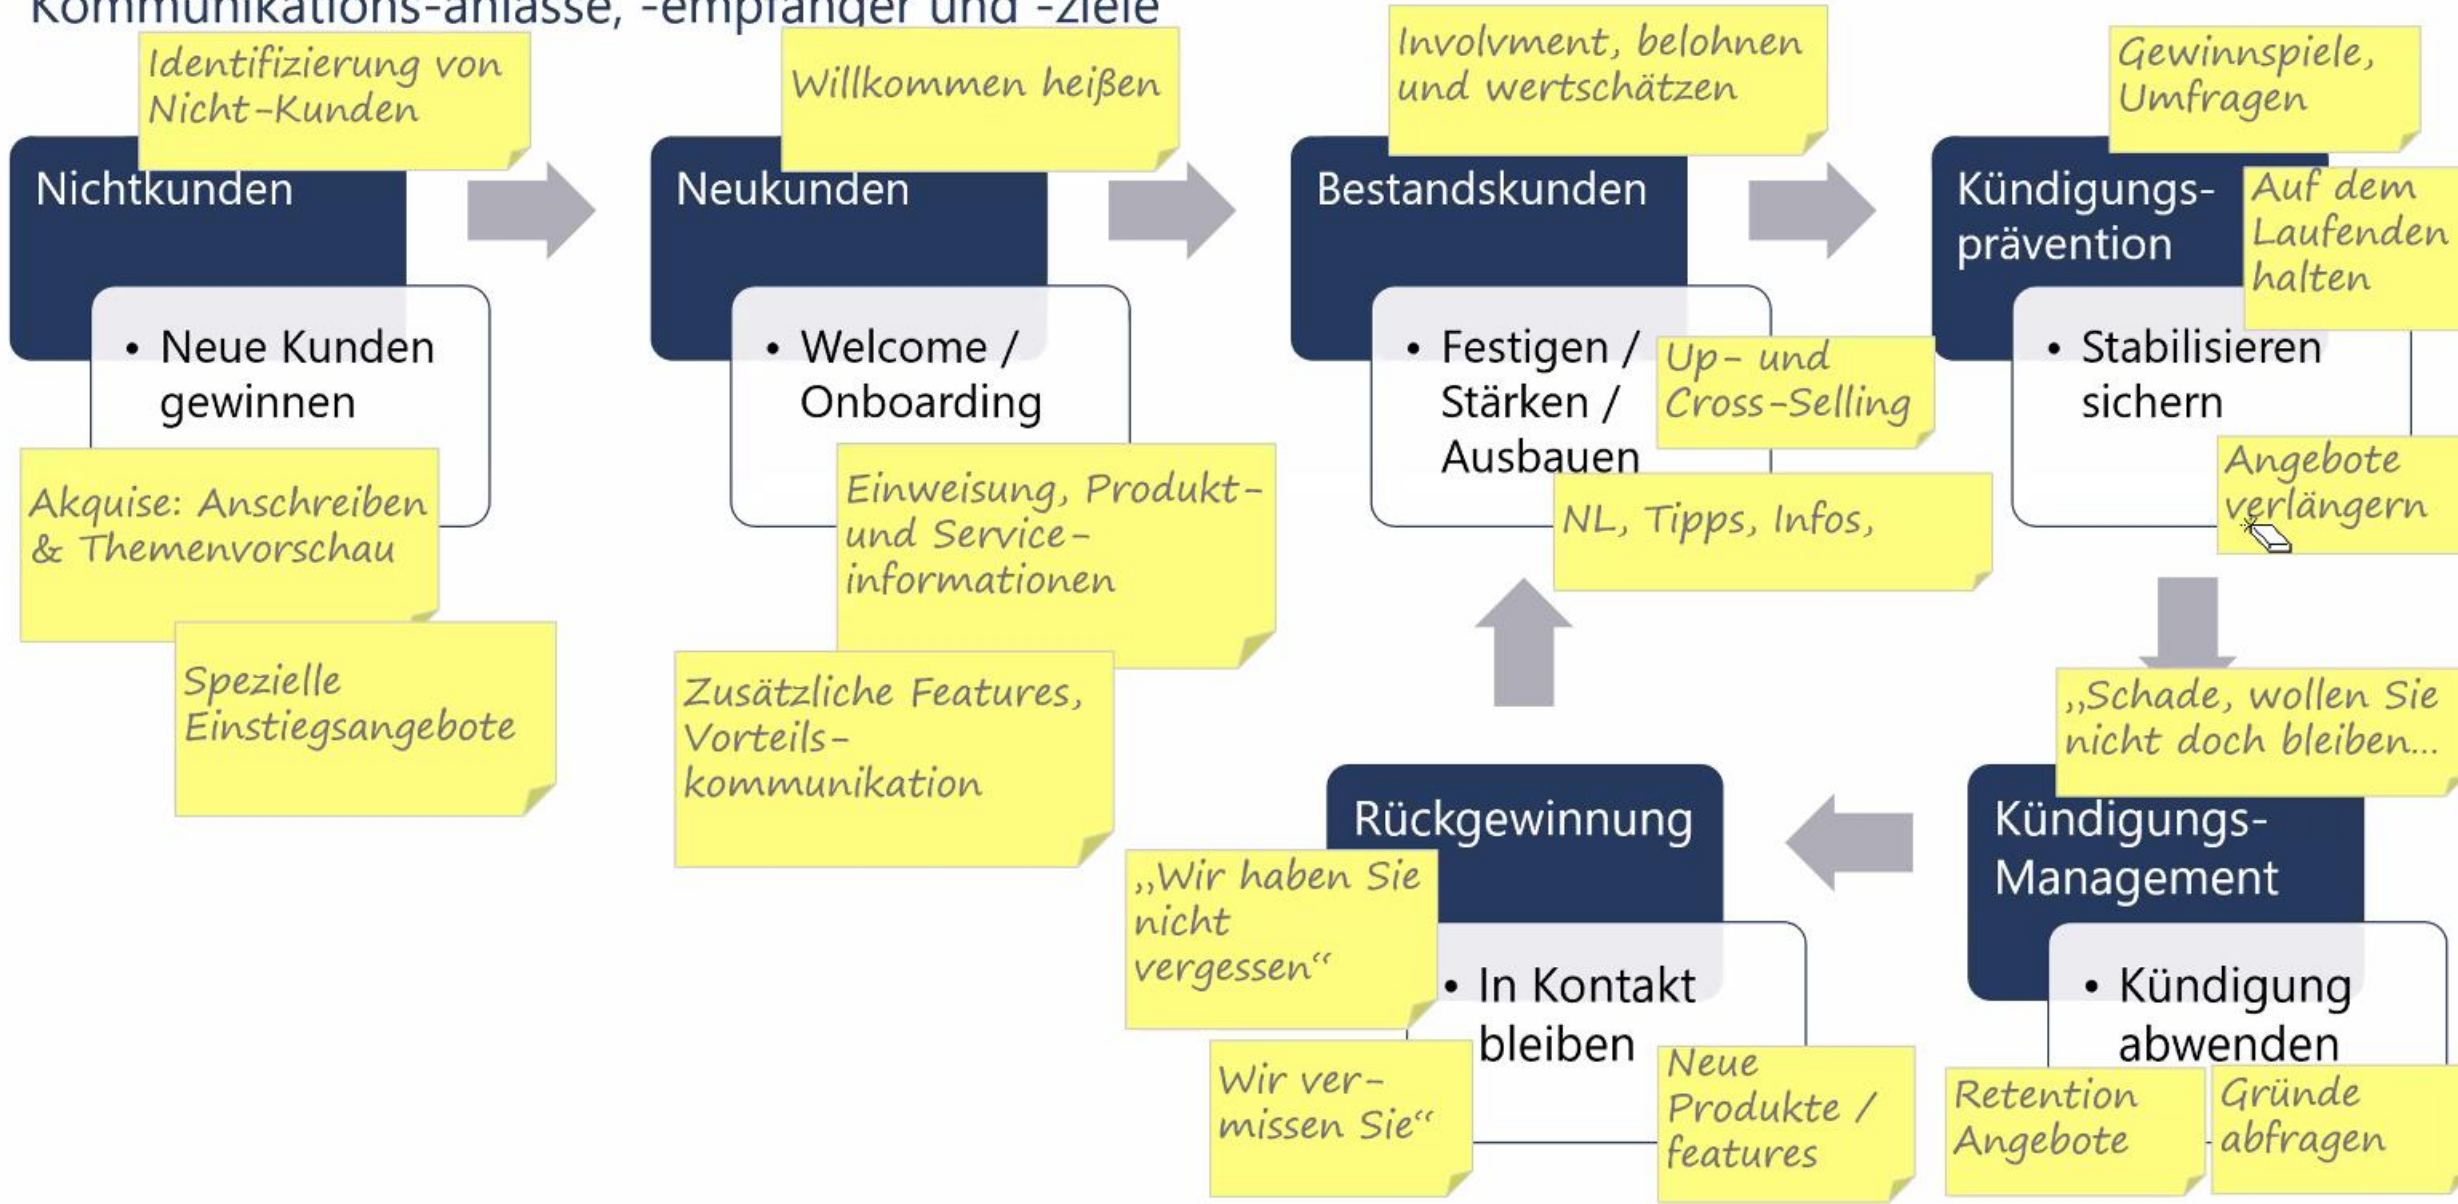 Kommunikations-anlässe, -empfänger und -ziele
Identifizierung von
Nicht-Kunden
Nichtkunden
• Neue Kunden
gewinnen
Akquise: Anschreiben
& Themenvorschau
Spezielle
Einstiegsangebote
Willkommen heißen
Neukunden
• Welcome /
Onboarding
Einweisung, Produkt-
und Service-
informationen
Zusätzliche Features,
Vorteils-
kommunikation
Involvment, belohnen
und wertschätzen
Bestandskunden
• Festigen /
Stärken /
Ausbauen
Up- und
Cross-Selling
NL, Tipps, Infos,
Gewinnspiele,
Umfragen
Kündigungs-
prävention
Auf dem
Laufenden
halten
• Stabilisieren
sichern
Angebote
verlängern
„Schade, wollen Sie
nicht doch bleiben...
Kündigungs-
Management
• Kündigung
abwenden
Retention
Angebote
Gründe
abfragen
Rückgewinnung
„Wir haben Sie
nicht
vergessen“
• In Kontakt
bleiben
Wir ver-
missen Sie“
Neue
Produkte /
features